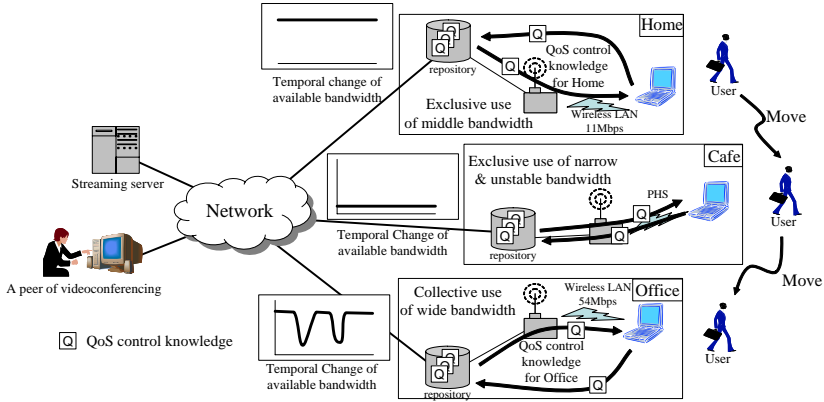 Temporal change of
available bandwidth
Home
Q
Q
Q
repository
Q
Q
QoS control
knowledge
for Home
Exclusive use
of middle bandwidth
Wireless LAN
11Mbps
User
Move
Streaming server
Network
A peer of videoconferencing
Temporal Change of
available bandwidth
Cafe
Exclusive use of narrow
& unstable bandwidth
Q
Q
Q
repository
Q
Q
PHS
User
Move
Q QoS control knowledge
Temporal Change of
available bandwidth
Office
Collective use
of wide bandwidth
Wireless LAN
54Mbps
Q
Q
Q
repository
Q
QoS control
knowledge
for Office
Q
User